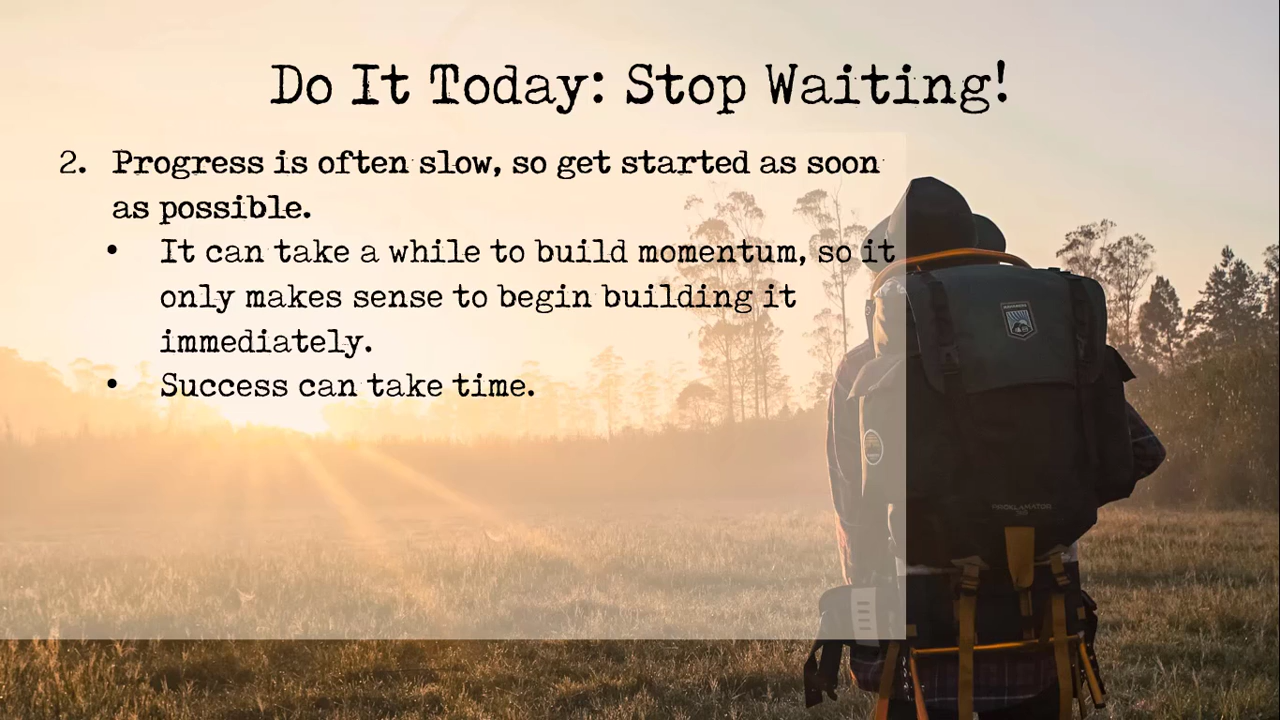 Do It Today: Stop Waiting!
2. Progress is often slow, so get started as soon
as possible.
• It can take a while to build momentum, so it
only makes sense to begin building it
immediately.
• Success can take time.